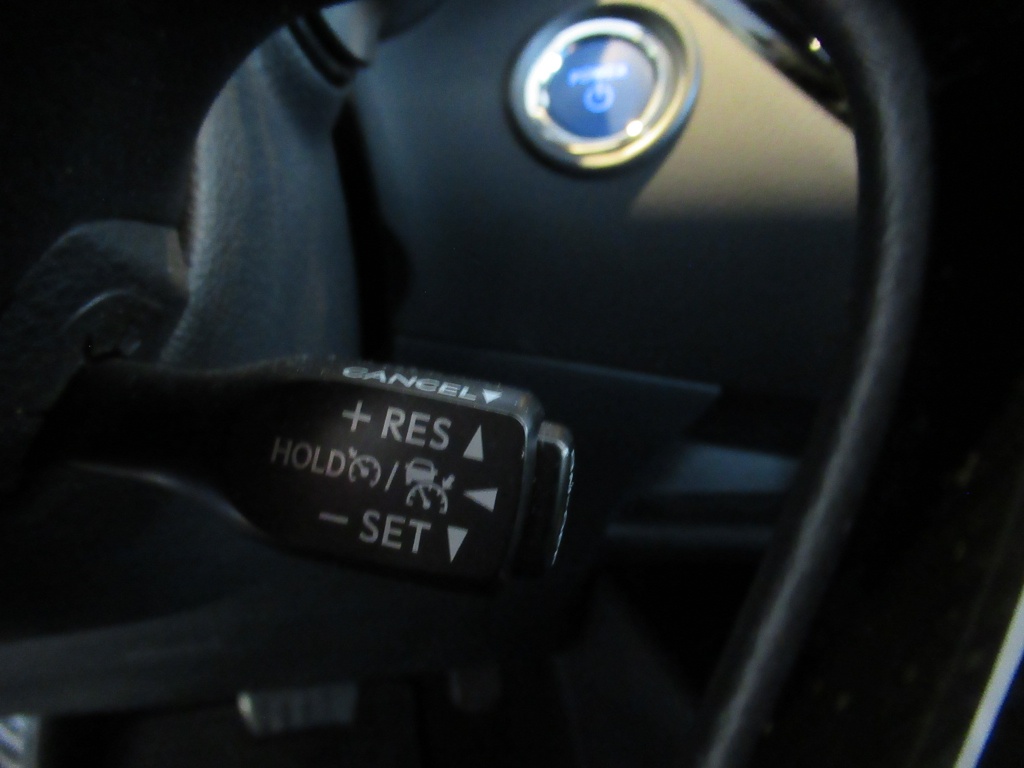 POWER
CANCEL
+ RES
HOLD /
- SET